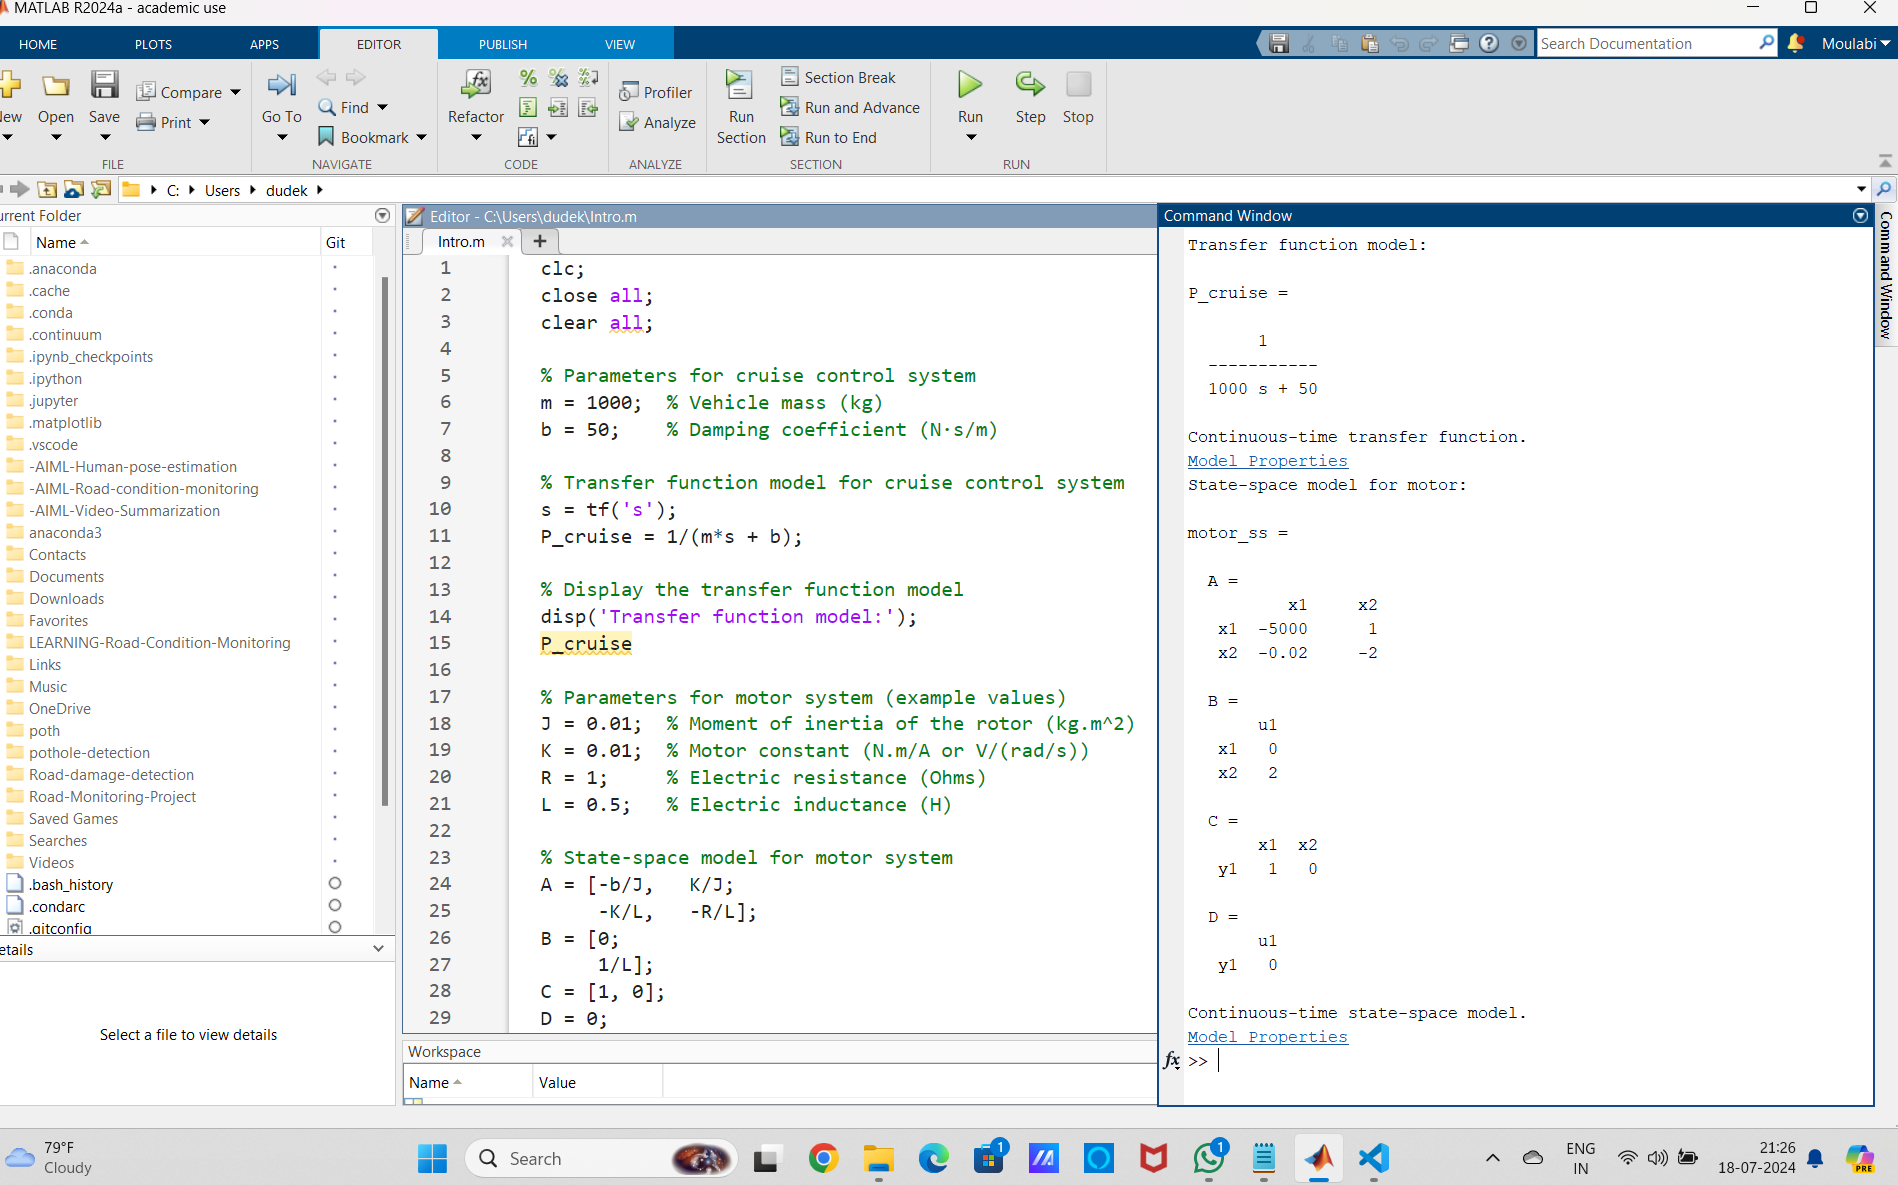 MATLAB R2024a - academic use
HOME PLOTS APPS EDITOR PUBLISH VIEW
Search Documentation
Moulabi
Open
Save
Compare
Print
FILE
Go To
Find
Bookmark
NAVIGATE
Refactor
CODE
Profiler
Analyze
ANALYZE
Run Section
Section Break
Run and Advance
Run to End
SECTION
Run
Step
Stop
RUN
C: Users dudek
urrent Folder
Name Git
.anaconda
.cache
.conda
.continuum
.ipynb_checkpoints
.ipython
.jupyter
.matplotlib
.vscode
-AIML-Human-pose-estimation
-AIML-Road-condition-monitoring
-AIML-Video-Summarization
anaconda3
Contacts
Documents
Downloads
Favorites
LEARNING-Road-Condition-Monitoring
Links
Music
OneDrive
poth
pothole-detection
Road-damage-detection
Road-Monitoring-Project
Saved Games
Searches
Videos
.bash_history
.condarc
.gitconfig
etails
Select a file to view details
Editor - C:\Users\dudek\Intro.m
Intro.m
1 clc;
2 close all;
3 clear all;
4
5 % Parameters for cruise control system
6 m = 1000; % Vehicle mass (kg)
7 b = 50; % Damping coefficient (N·s/m)
8
9 % Transfer function model for cruise control system
10 s = tf('s');
11 P_cruise = 1/(m*s + b);
12
13 % Display the transfer function model
14 disp('Transfer function model:');
15 P_cruise
16
17 % Parameters for motor system (example values)
18 J = 0.01; % Moment of inertia of the rotor (kg.m^2)
19 K = 0.01; % Motor constant (N.m/A or V/(rad/s))
20 R = 1; % Electric resistance (Ohms)
21 L = 0.5; % Electric inductance (H)
22
23 % State-space model for motor system
24 A = [-b/J, K/J;
25 -K/L, -R/L];
26 B = [0;
27 1/L];
28 C = [1, 0];
29 D = 0;
Workspace
Name Value
Command Window
Transfer function model:
P_cruise =
1
-----------
1000 s + 50
Continuous-time transfer function.
Model Properties
State-space model for motor:
motor_ss =
A =
x1 x2
x1 -5000 1
x2 -0.02 -2
B =
u1
x1 0
x2 2
C =
x1 x2
y1 1 0
D =
u1
y1 0
Continuous-time state-space model.
Model Properties
fx >>
Command Window
79°F
Cloudy
Search
1
1
ENG
IN
21:26
18-07-2024
PRE